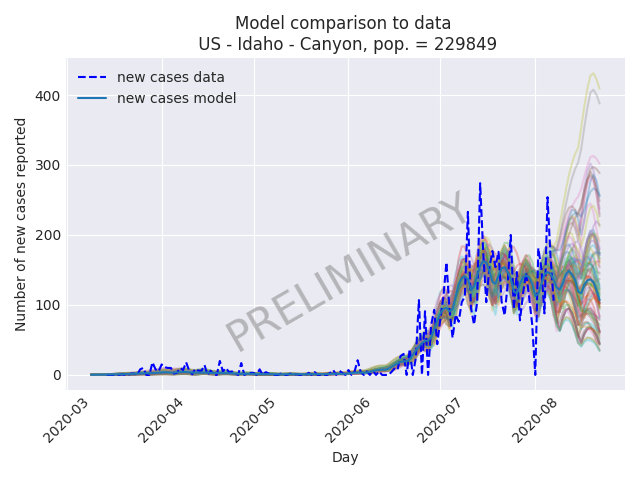 Model comparison to data
US - Idaho - Canyon, pop. = 229849
new cases data
new cases model
PRELIMINARY
Number of new cases reported
400
300
200
100
0
2020-03
2020-04
2020-05
2020-06
2020-07
2020-08
Day